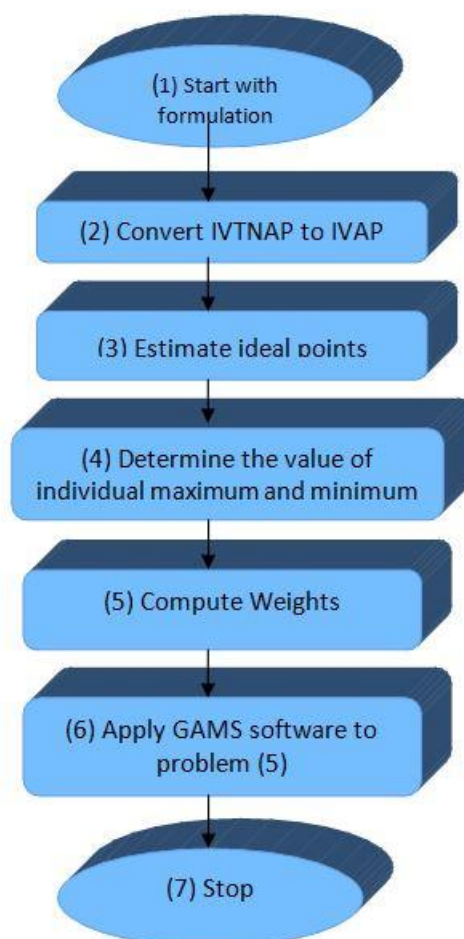 (1) Start with
formulation
(2) Convert IVTNAP to IVAP
(3) Estimate ideal points
(4) Determine the value of
individual maximum and minimum
(5) Compute Weights
(6) Apply GAMS software to
problem (5)
(7) Stop